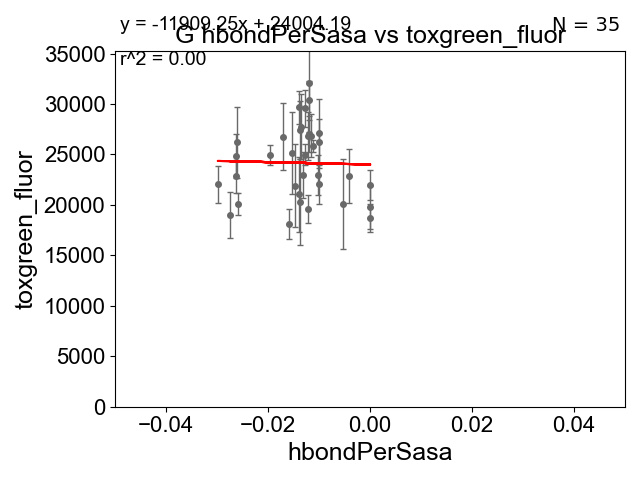 y = -11909.25x + 24004.19
N = 35
G hbondPerSasa vs toxgreen_fluor
r^2 = 0.00
35000
30000
25000
20000
15000
10000
5000
0
toxgreen_fluor
−0.04
−0.02
0.00
0.02
0.04
hbondPerSasa